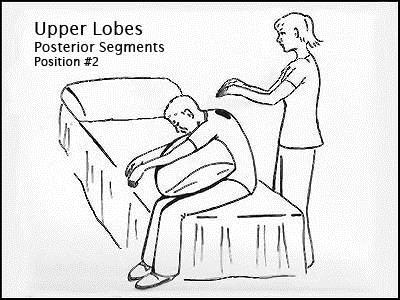 Upper Lobes
Posterior Segments
Position #2